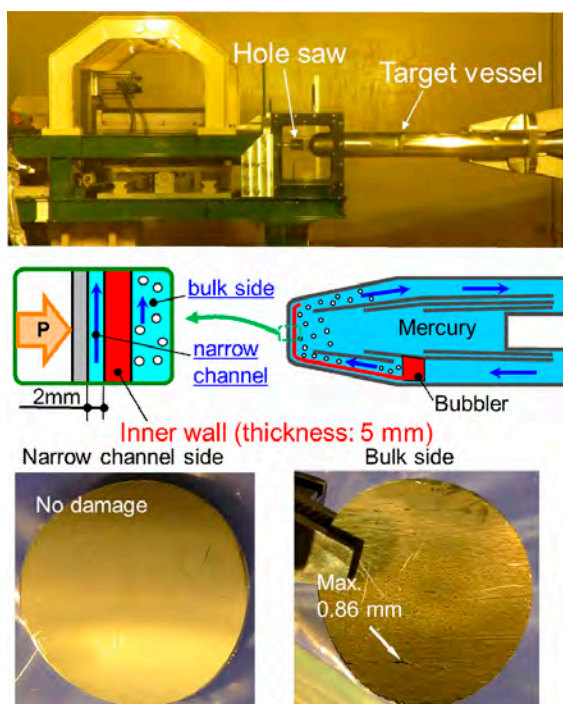 Hole saw
Target vessel
bulk side
P
narrow
channel
2mm
Mercury
Bubbler
Inner wall (thickness: 5 mm)
Narrow channel side
Bulk side
No damage
Max.
0.86 mm